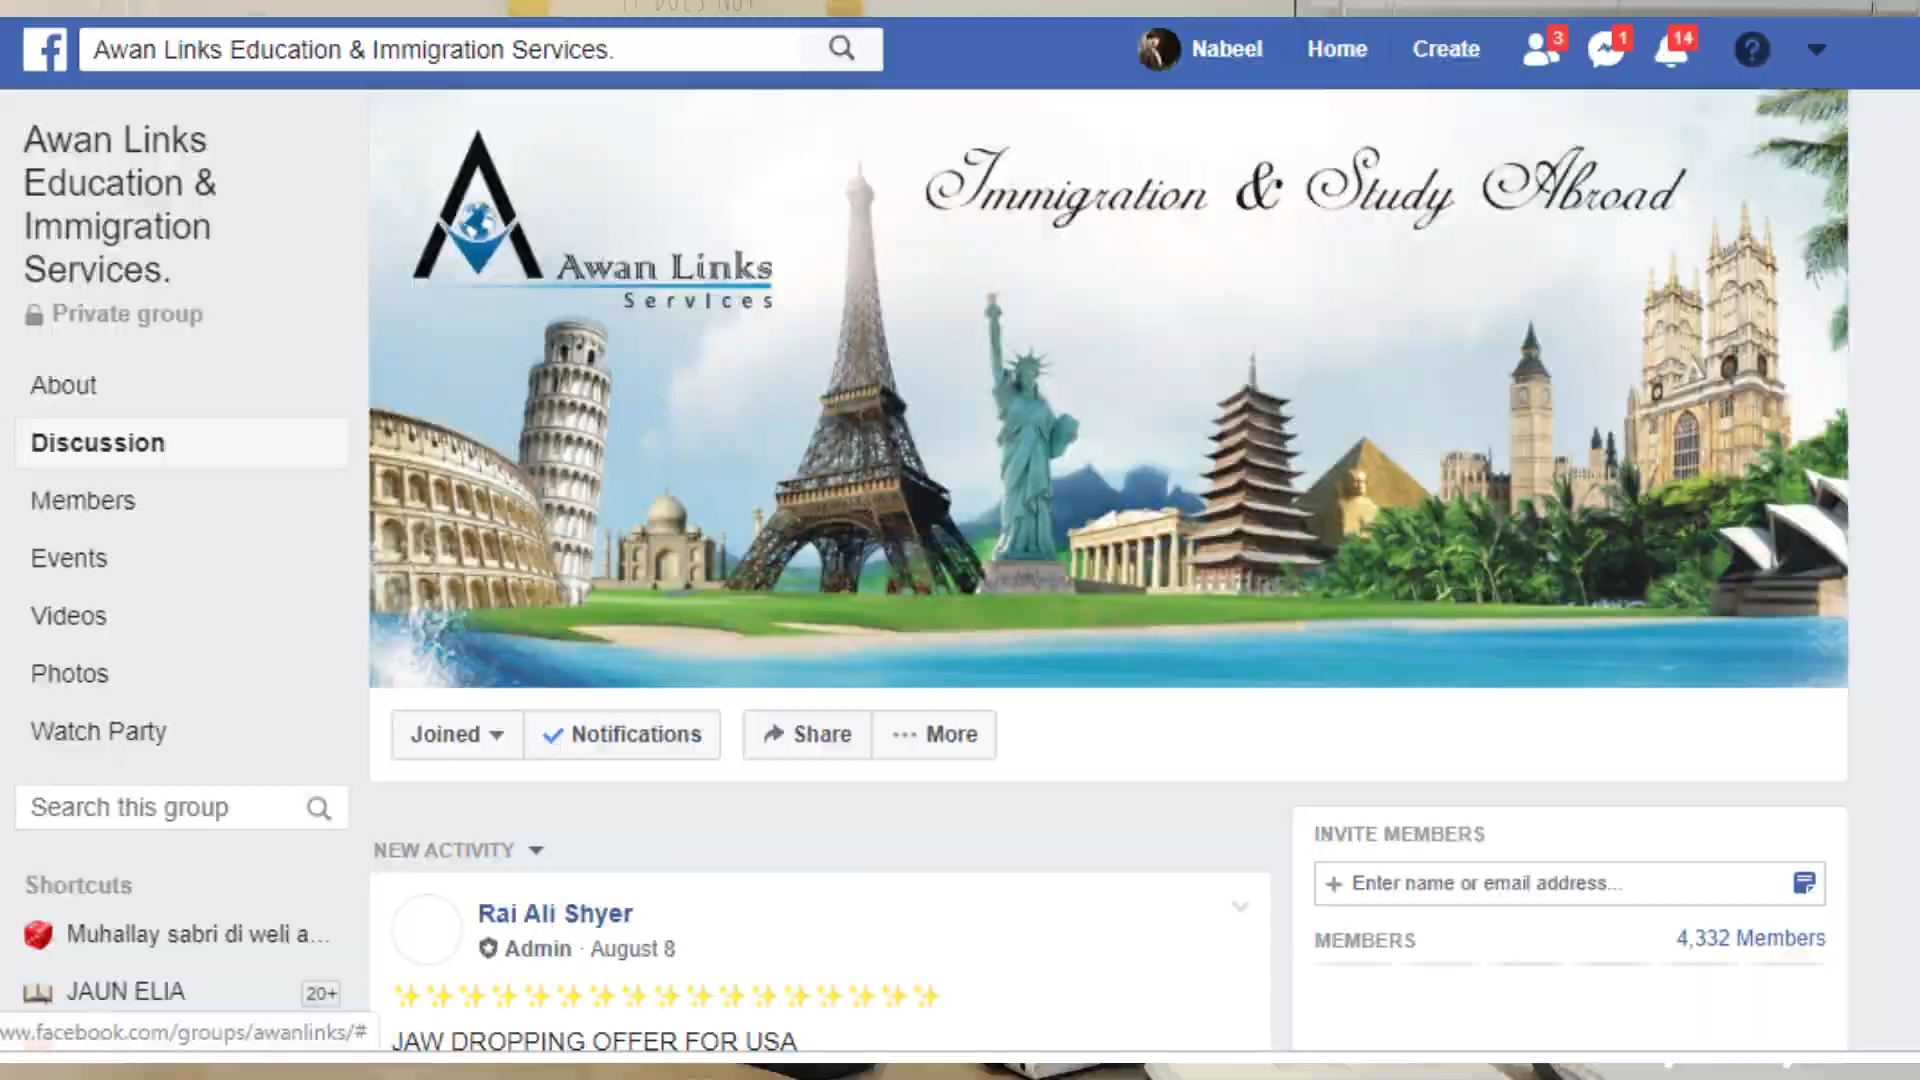 IT DOES NOT
Awan Links Education & Immigration Services.
Nabeel
Home
Create
3
1
14
?
Awan Links
Education &
Immigration
Services.
Private group
About
Discussion
Members
Events
Videos
Photos
Watch Party
Search this group
Shortcuts
Muhallay sabri di weli a...
JAUN ELIA 20+
ww.facebook.com/groups/awanlinks/#
Immigration & Study Abroad
Awan Links
Services
Joined
Notifications
Share
More
NEW ACTIVITY
Rai Ali Shyer
Admin · August 8
✨✨✨✨✨✨✨✨✨✨✨✨✨✨✨✨✨
JAW DROPPING OFFER FOR USA
INVITE MEMBERS
+ Enter name or email address...
MEMBERS 4,332 Members